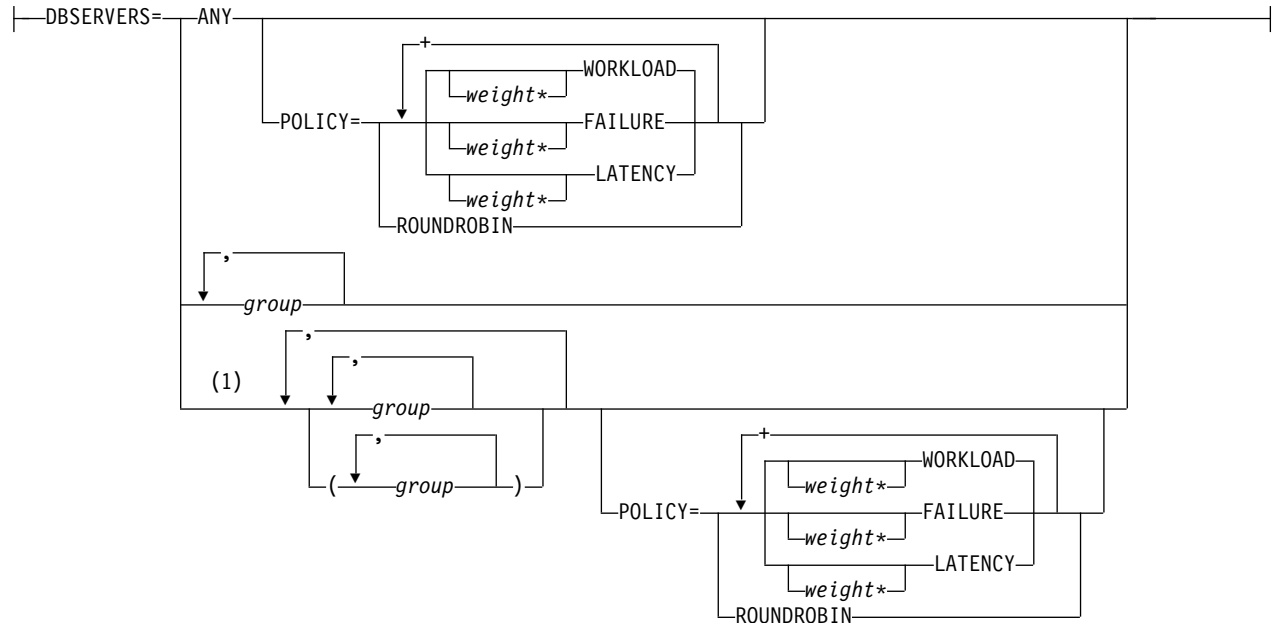 DBSERVERS= ANY
+
WORKLOAD
weight*
POLICY= FAILURE
weight*
LATENCY
weight*
ROUNDROBIN
,
group
,
,
(1)
group
,
( group )
+
WORKLOAD
weight*
POLICY= FAILURE
weight*
LATENCY
weight*
ROUNDROBIN